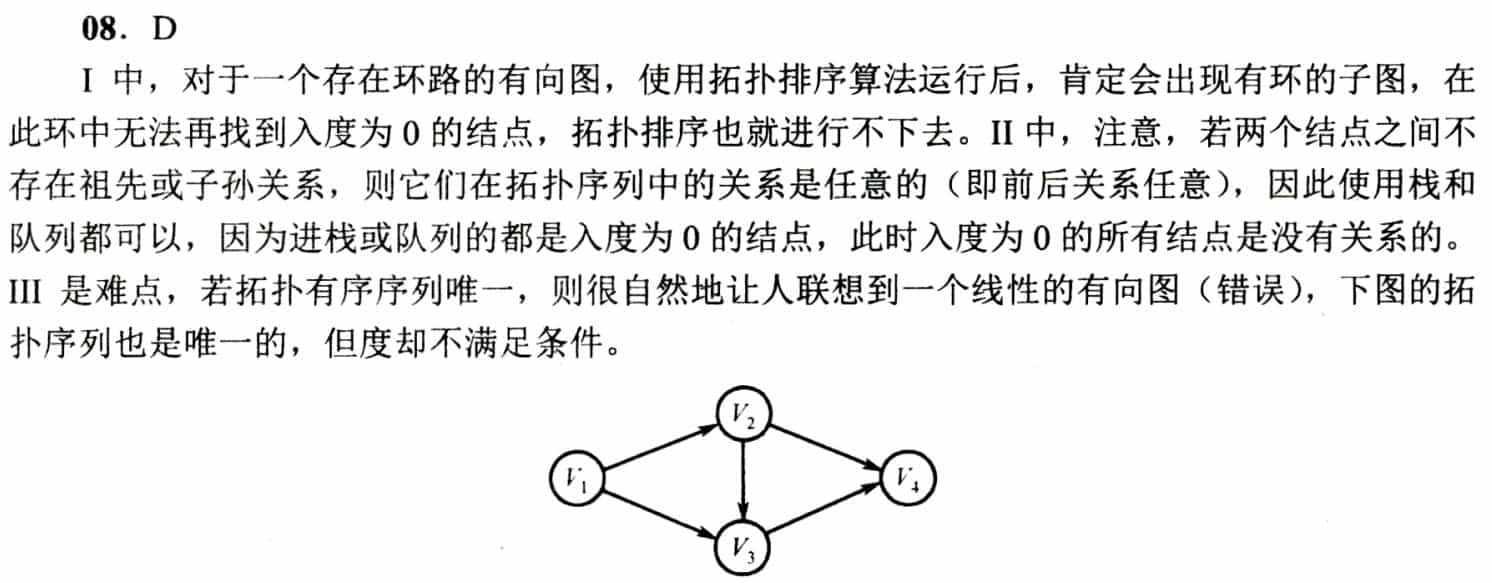 08. D
I 中，对于一个存在环路的有向图，使用拓扑排序算法运行后，肯定会出现有环的子图，在
此环中无法再找到入度为 0 的结点，拓扑排序也就进行不下去。II 中，注意，若两个结点之间不
存在祖先或子孙关系，则它们在拓扑序列中的关系是任意的（即前后关系任意），因此使用栈和
队列都可以，因为进栈或队列的都是入度为 0 的结点，此时入度为 0 的所有结点是没有关系的。
III 是难点，若拓扑有序序列唯一，则很自然地让人联想到一个线性的有向图（错误），下图的拓
扑序列也是唯一的，但度却不满足条件。
V₂
V₁
V₄
V₃